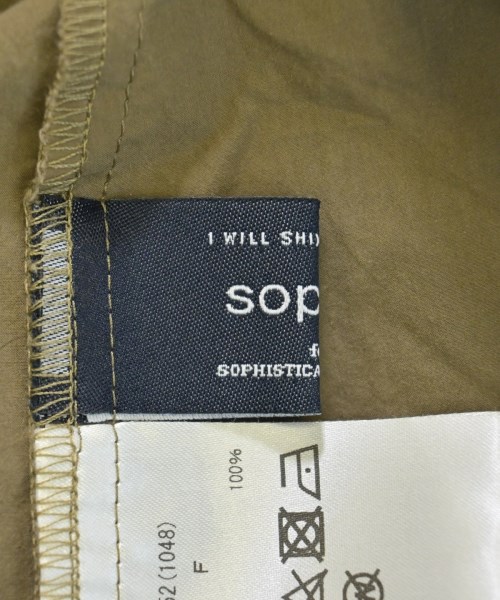 I WILL SHI
sop
f
SOPHISTICA
100%
52(1048)
F